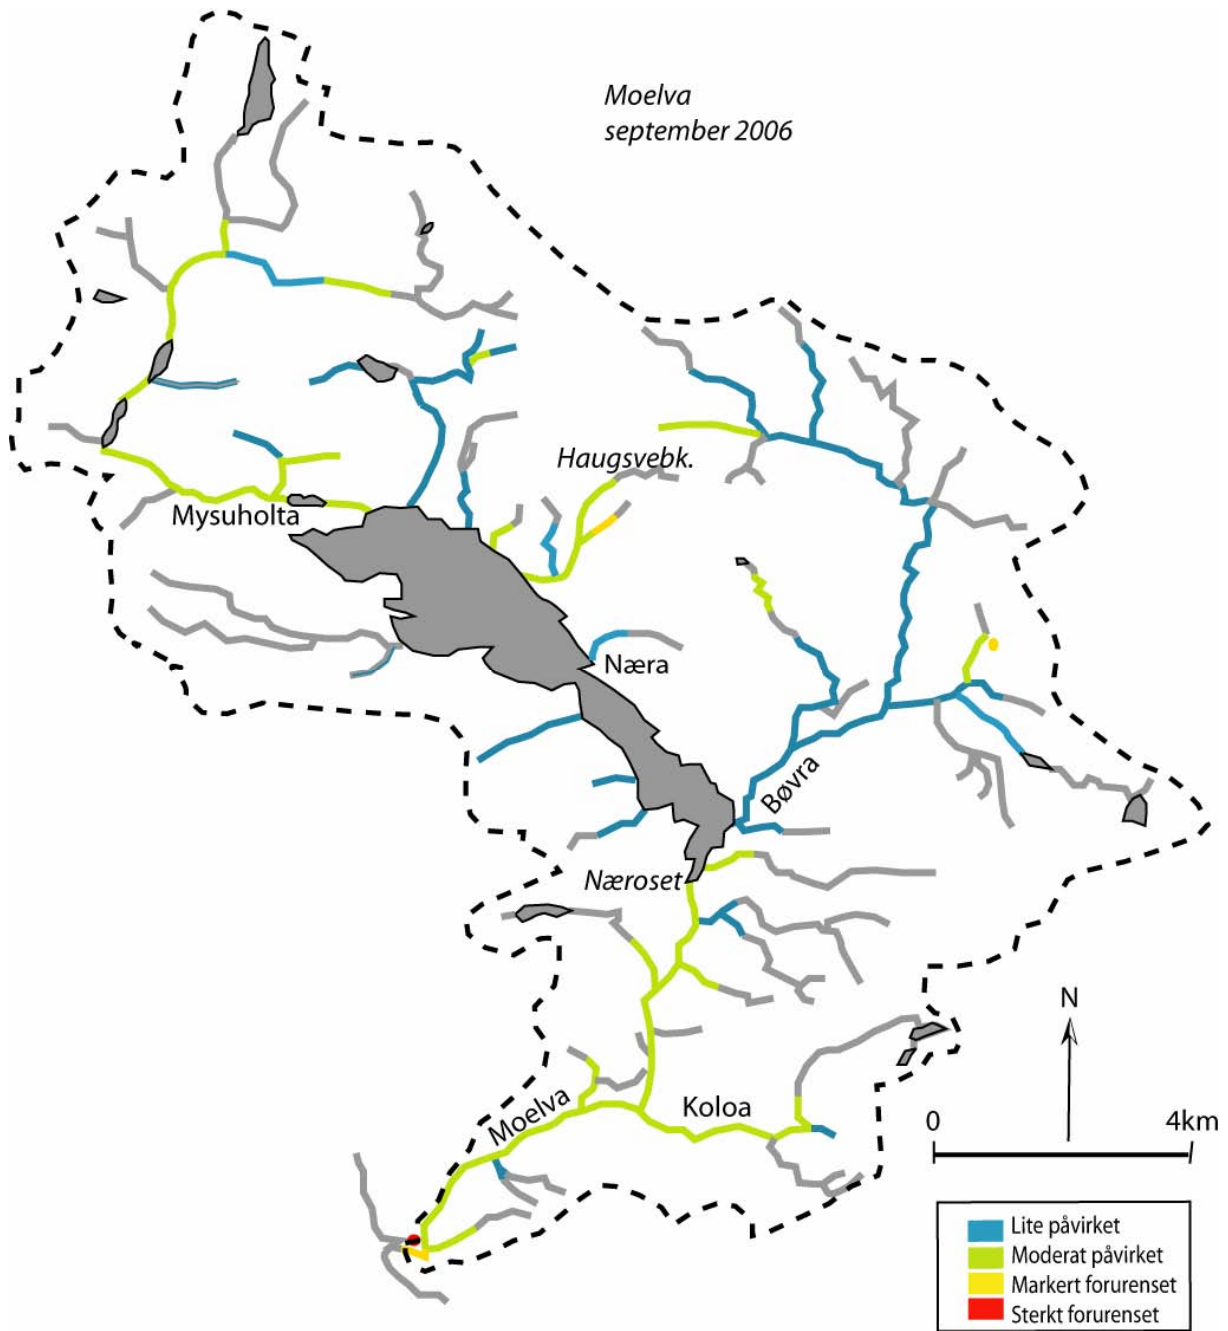 Moelva
september 2006
Haugsvebk.
Mysuholta
Næra
Bøvra
Næroset
N
Moelva
Koloa
0 4km
Lite påvirket
Moderat påvirket
Markert forurenset
Sterkt forurenset